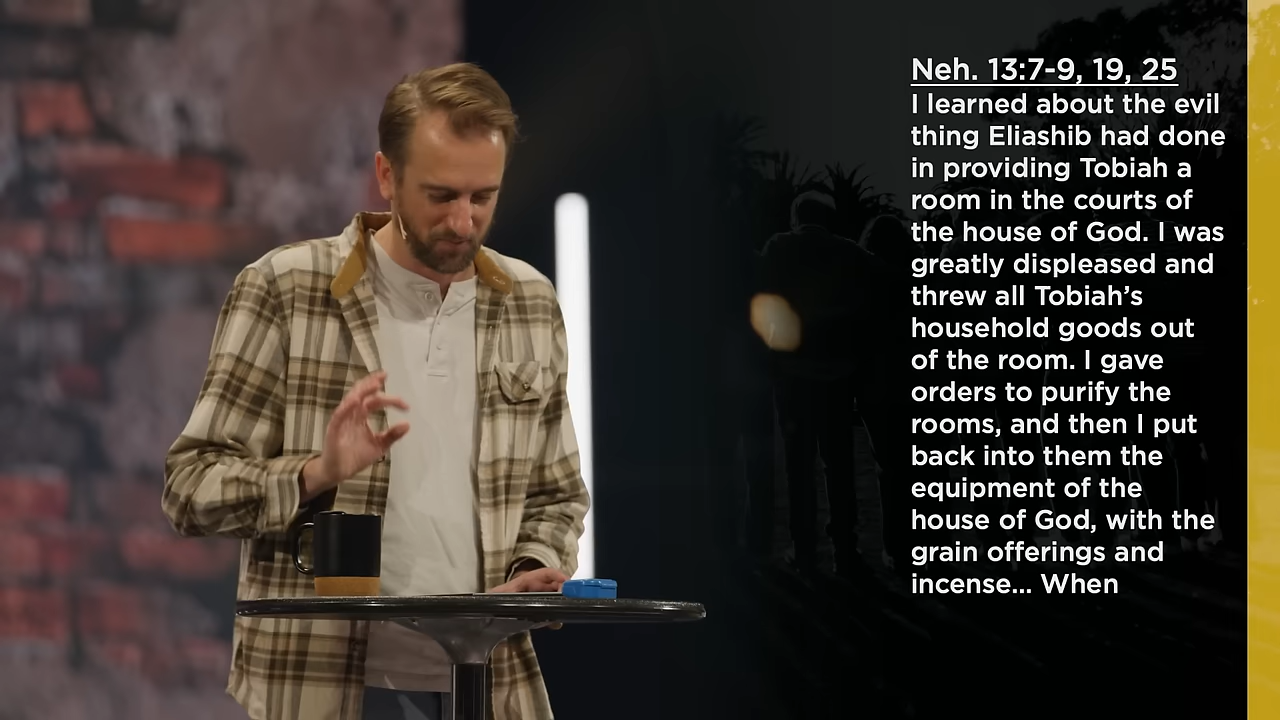 Neh. 13:7-9, 19, 25
I learned about the evil
thing Eliashib had done
in providing Tobiah a
room in the courts of
the house of God. I was
greatly displeased and
threw all Tobiah’s
household goods out
of the room. I gave
orders to purify the
rooms, and then I put
back into them the
equipment of the
house of God, with the
grain offerings and
incense... When